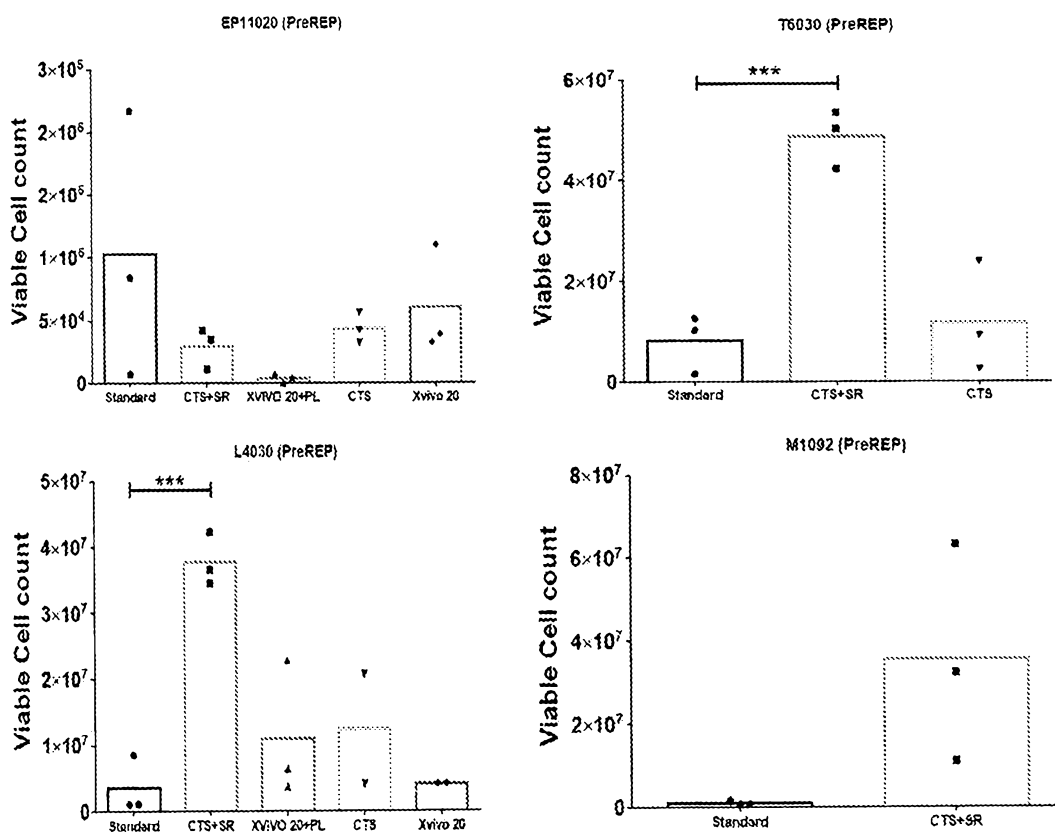 EP11020 (PreREP)
Viable Cell count
3×10⁵
2×10⁵
2×10⁵
1×10⁵
5×10⁴
0
Standard CTS+SR XVIVO 20+PL CTS Xvivo 20
T6030 (PreREP)
Viable Cell count
***
6×10⁷
4×10⁷
2×10⁷
0
Standard CTS+SR CTS
L4030 (PreREP)
Viable Cell count
***
5×10⁷
4×10⁷
3×10⁷
2×10⁷
1×10⁷
0
Standard CTS+SR XVIVO 20+PL CTS Xvivo 20
M1092 (PreREP)
Viable Cell count
8×10⁷
6×10⁷
4×10⁷
2×10⁷
0
Standard CTS+SR